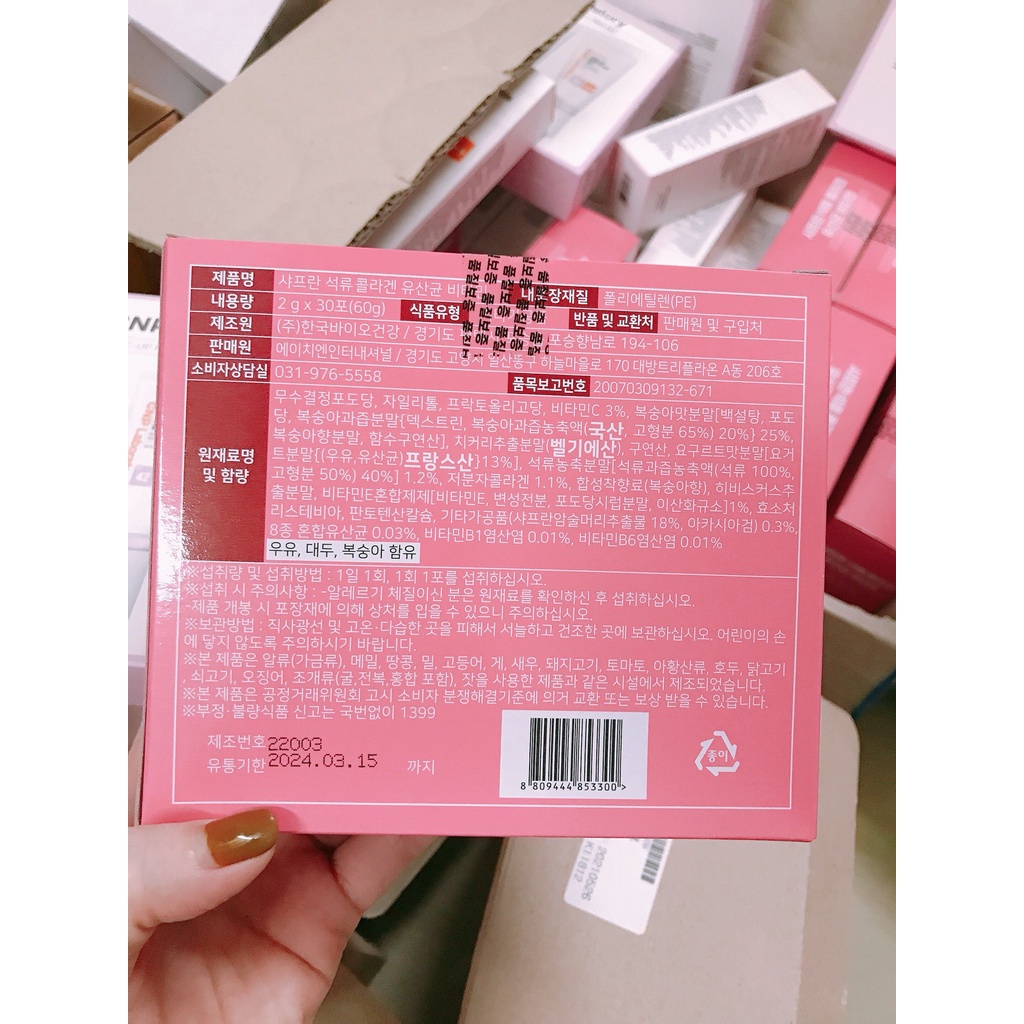 제품명 샤프란 석류 콜라겐 유산균 비 내 장재질 폴리에틸렌(PE)
내용량 2 g x 30포(60g) 식품유형 반품 및 교환처 판매원 및 구입처
제조원 (주)한국바이오건강 / 경기도 포승향남로 194-106
판매원 에이치엔인터내셔널 / 경기도 고양시 일산동구 하늘마을로 170 대방트리플라온 A동 206호
소비자상담실 031-976-5558 품목보고번호 20070309132-671
원재료명 및 함량
무수결정포도당, 자일리톨, 프락토올리고당, 비타민C 3%, 복숭아맛분말[백설탕, 포도
당, 복숭아과즙분말{덱스트린, 복숭아과즙농축액(국산, 고형분 65%) 20%} 25%,
복숭아향분말, 함수구연산], 치커리추출분말(벨기에산), 구연산, 요구르트맛분말[요거
트분말{(우유,유산균)프랑스산}13%], 석류농축분말[석류과즙농축액(석류 100%,
고형분 50%) 40%] 1.2%, 저분자콜라겐 1.1%, 합성착향료(복숭아향), 히비스커스추
출분말, 비타민E혼합제제[비타민E, 변성전분, 포도당시럽분말, 이산화규소]1%, 효소처
리스테비아, 판토텐산칼슘, 기타가공품(샤프란암술머리추출물 18%, 아카시아검) 0.3%,
8종 혼합유산균 0.03%, 비타민B1염산염 0.01%, 비타민B6염산염 0.01%
우유, 대두, 복숭아 함유
※섭취량 및 섭취방법 : 1일 1회, 1회 1포를 섭취하십시오.
※섭취 시 주의사항 : -알레르기 체질이신 분은 원재료를 확인하신 후 섭취하십시오.
-제품 개봉 시 포장재에 의해 상처를 입을 수 있으니 주의하십시오.
※보관방법 : 직사광선 및 고온·다습한 곳을 피해서 서늘하고 건조한 곳에 보관하십시오. 어린이의 손
에 닿지 않도록 주의하시기 바랍니다.
※본 제품은 알류(가금류), 메밀, 땅콩, 밀, 고등어, 게, 새우, 돼지고기, 토마토, 아황산류, 호두, 닭고기
, 쇠고기, 오징어, 조개류(굴,전복,홍합 포함), 잣을 사용한 제품과 같은 시설에서 제조되었습니다.
※본 제품은 공정거래위원회 고시 소비자 분쟁해결기준에 의거 교환 또는 보상 받을 수 있습니다.
※부정·불량식품 신고는 국번없이 1399
제조번호 22003
유통기한 2024.03.15 까지
8 809444 853300 >
종이
품질보증
20210526